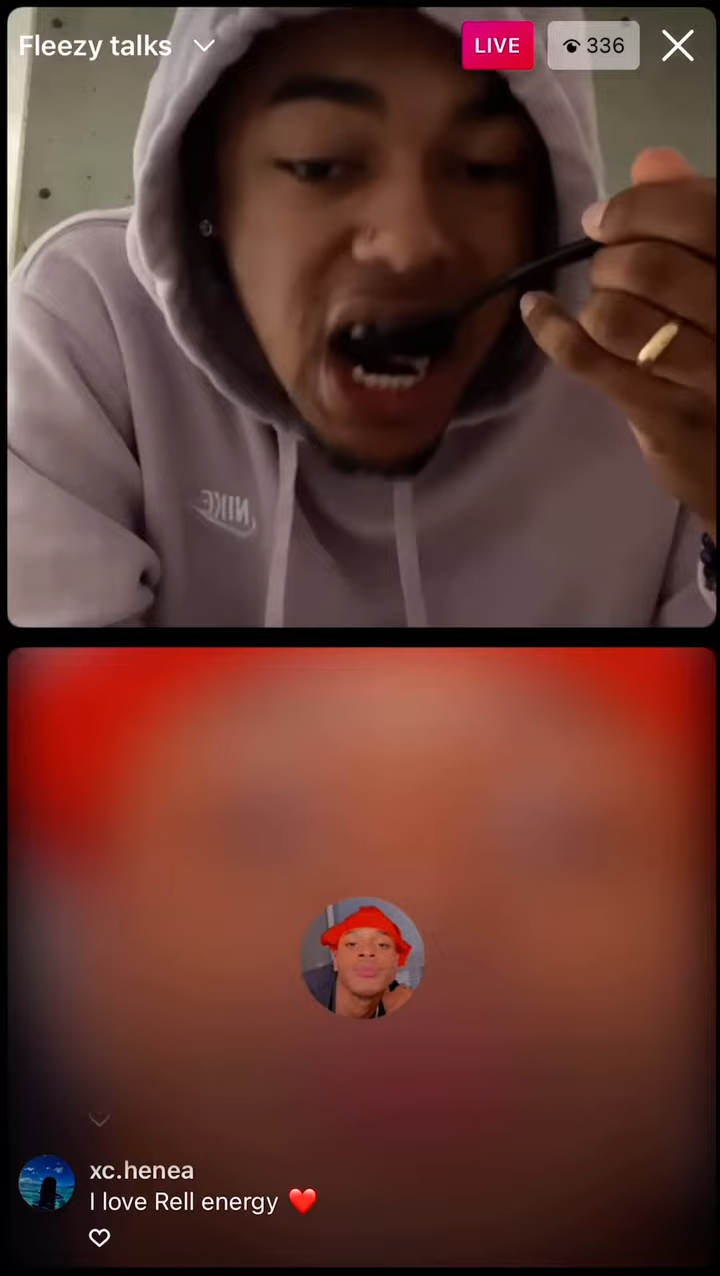 Fleezy talks
LIVE
336
NIKE
xc.henea
I love Rell energy ❤️